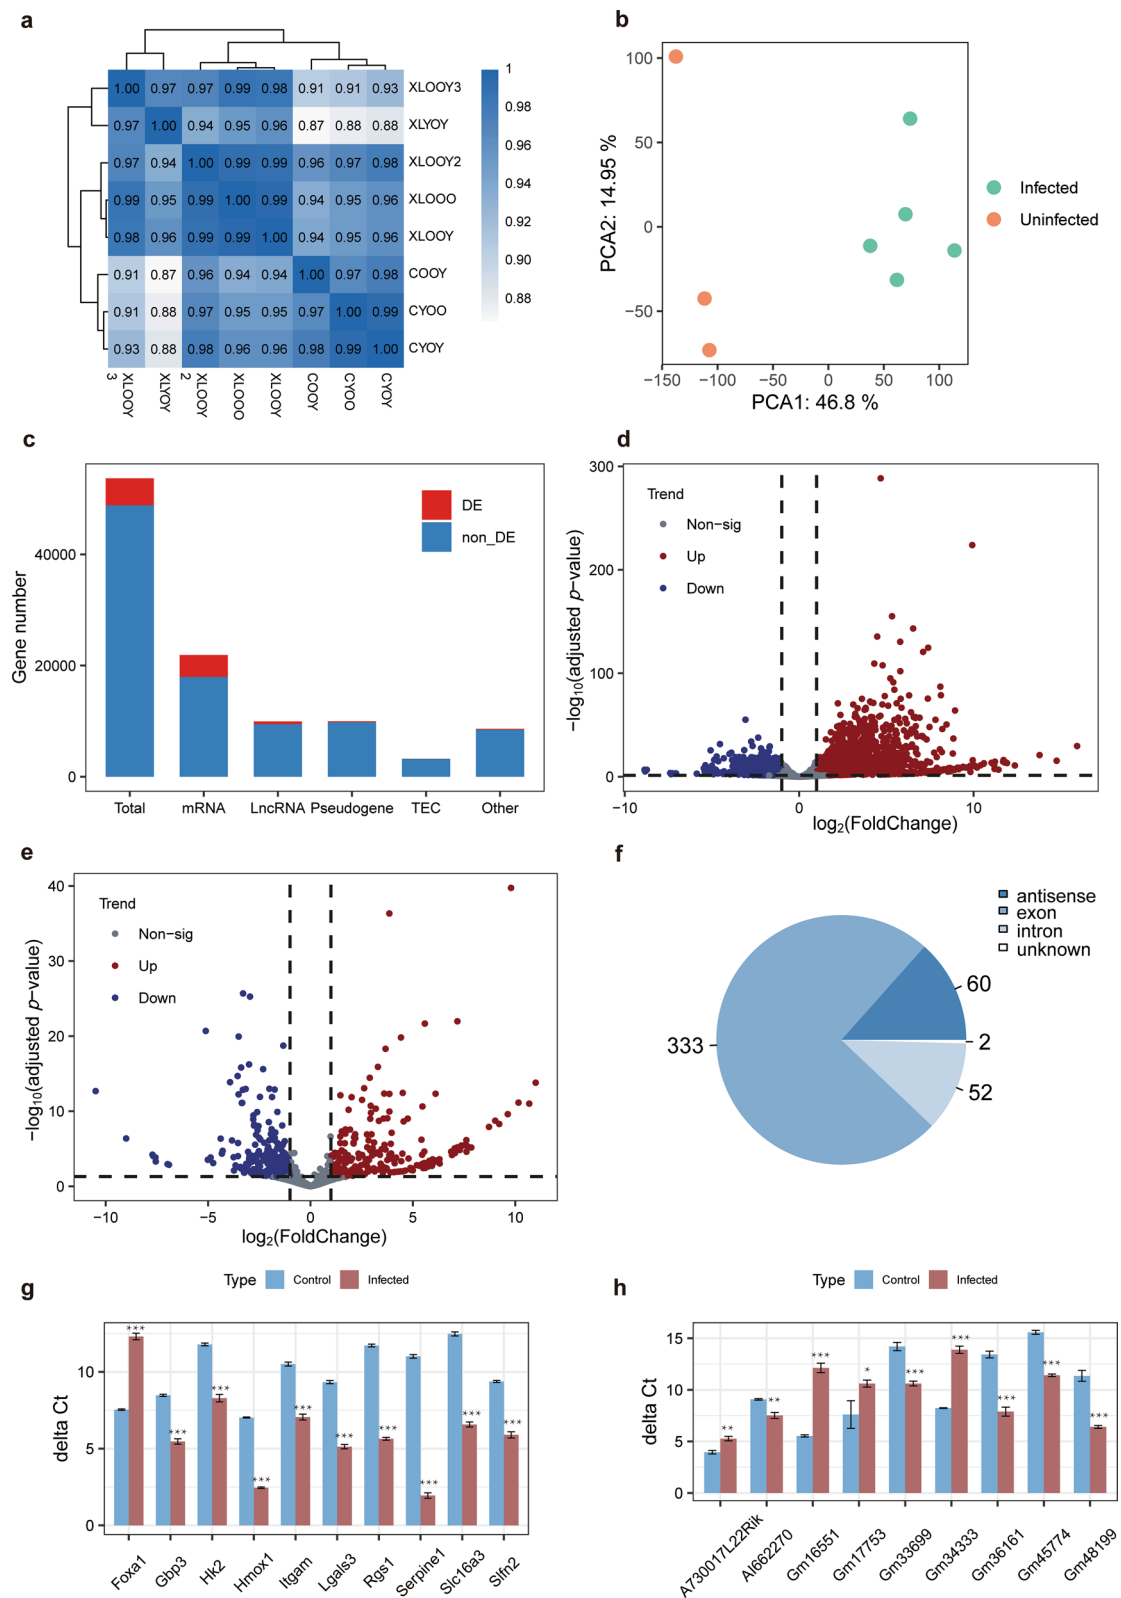 a
1.00 0.97 0.97 0.99 0.98 0.91 0.91 0.93 XLOOY3
0.97 1.00 0.94 0.95 0.96 0.87 0.88 0.88 XLYOY
0.97 0.94 1.00 0.99 0.99 0.96 0.97 0.98 XLOOY2
0.99 0.95 0.99 1.00 0.99 0.94 0.95 0.96 XLOOO
0.98 0.96 0.99 0.99 1.00 0.94 0.95 0.96 XLOOY
0.91 0.87 0.96 0.94 0.94 1.00 0.97 0.98 COOY
0.91 0.88 0.97 0.95 0.95 0.97 1.00 0.99 CYOO
0.93 0.88 0.98 0.96 0.96 0.98 0.99 1.00 CYOY
XLOOY
3
XLYOY
XLOOY
2
XLOOO
XLOOY
COOY
CYOO
CYOY
1
0.98
0.96
0.94
0.92
0.90
0.88
b
PCA2: 14.95 %
100
50
0
−50
−150 −100 −50 0 50 100
PCA1: 46.8 %
Infected
Uninfected
c
Gene number
40000
20000
0
DE
non_DE
Total mRNA LncRNA Pseudogene TEC Other
d
−log10(adjusted p−value)
300
200
100
0
Trend
Non−sig
Up
Down
−10 0 10
log2(FoldChange)
e
−log10(adjusted p−value)
40
30
20
10
0
Trend
Non−sig
Up
Down
−10 −5 0 5 10
log2(FoldChange)
f
antisense
exon
intron
unknown
60
2
52
333
g
Type Control Infected
delta Ct
10
5
0
***
***
***
***
***
***
***
***
***
***
Foxa1 Gbp3 Hk2 Hmox1 Itgam Lgals3 Rgs1 Serpine1 Slc16a3 Slfn2
h
Type Control Infected
delta Ct
15
10
5
0
**
**
***
*
***
***
***
***
***
A730017L22Rik AI662270 Gm16551 Gm17753 Gm33699 Gm34333 Gm36161 Gm45774 Gm48199